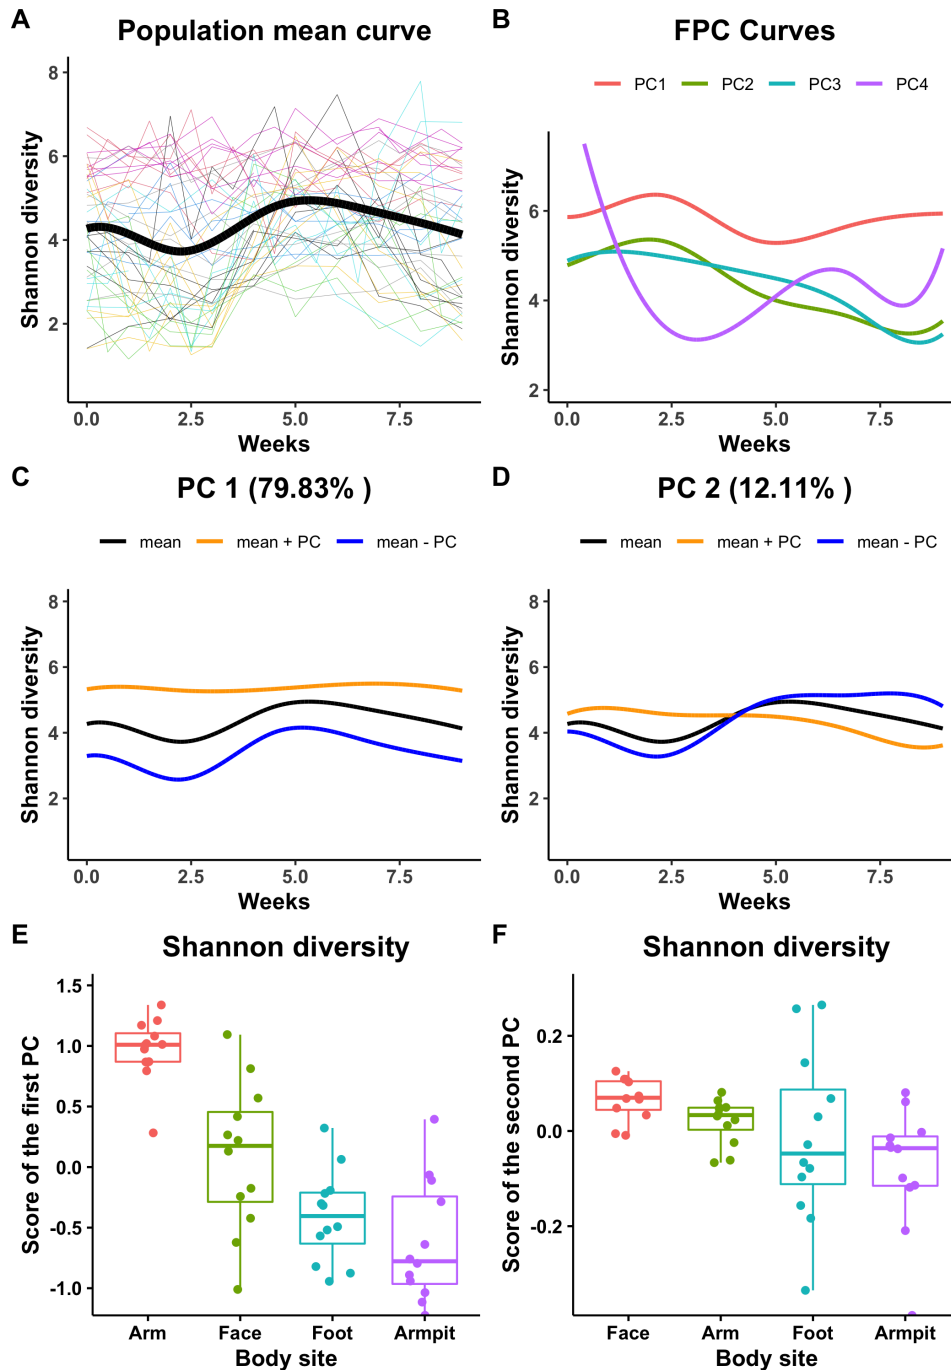 A
Population mean curve
8
6
4
2
Shannon diversity
0.0 2.5 5.0 7.5
Weeks
B
FPC Curves
PC1 PC2 PC3 PC4
6
4
2
Shannon diversity
0.0 2.5 5.0 7.5
Weeks
C
PC 1 (79.83% )
mean mean + PC mean - PC
8
6
4
2
Shannon diversity
0.0 2.5 5.0 7.5
Weeks
D
PC 2 (12.11% )
mean mean + PC mean - PC
8
6
4
2
Shannon diversity
0.0 2.5 5.0 7.5
Weeks
E
Shannon diversity
1.5
1.0
0.5
0.0
-0.5
-1.0
Score of the first PC
Arm Face Foot Armpit
Body site
F
Shannon diversity
0.2
0.0
-0.2
Score of the second PC
Face Arm Foot Armpit
Body site